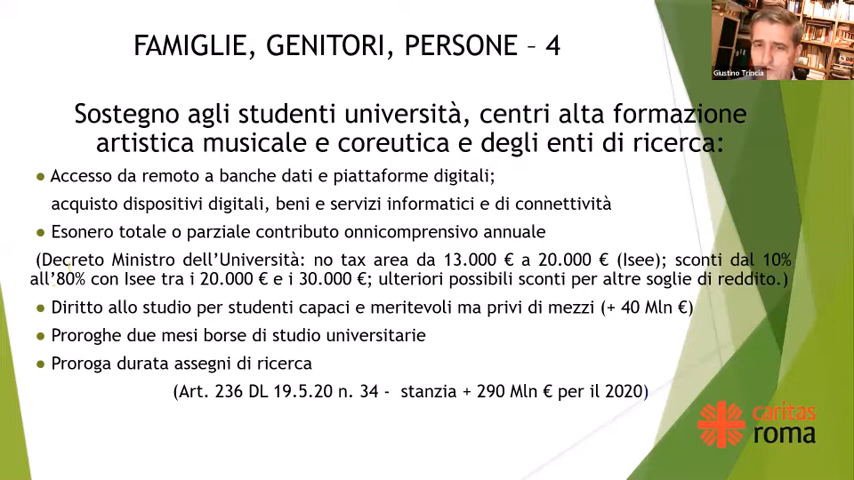 FAMIGLIE, GENITORI, PERSONE – 4
Giustino Trincia
Sostegno agli studenti università, centri alta formazione
artistica musicale e coreutica e degli enti di ricerca:
● Accesso da remoto a banche dati e piattaforme digitali;
acquisto dispositivi digitali, beni e servizi informatici e di connettività
● Esonero totale o parziale contributo onnicomprensivo annuale
(Decreto Ministro dell'Università: no tax area da 13.000 € a 20.000 € (Isee); sconti dal 10%
all'80% con Isee tra i 20.000 € e i 30.000 €; ulteriori possibili sconti per altre soglie di reddito.)
● Diritto allo studio per studenti capaci e meritevoli ma privi di mezzi (+ 40 Mln €)
● Proroghe due mesi borse di studio universitarie
● Proroga durata assegni di ricerca
(Art. 236 DL 19.5.20 n. 34 - stanzia + 290 Mln € per il 2020)
caritas
roma